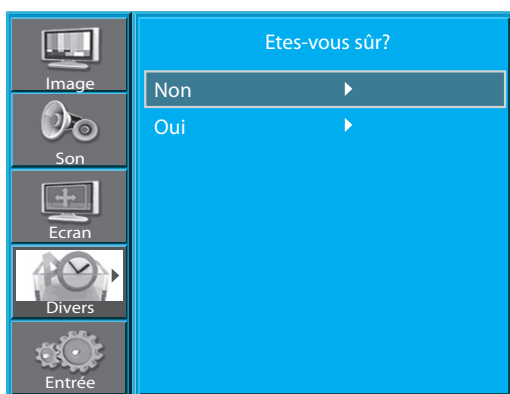 Image
Son
Ecran
Divers
Entrée
Etes-vous sûr?
Non
Oui